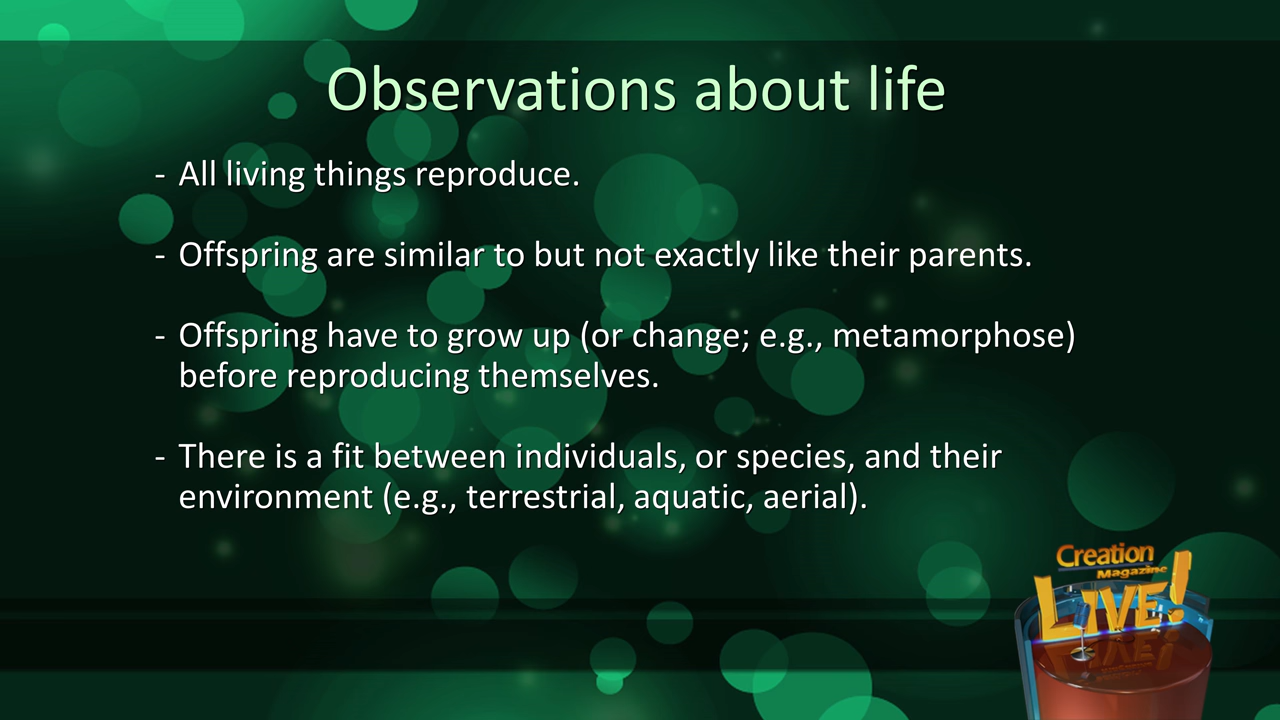 Observations about life
- All living things reproduce.
- Offspring are similar to but not exactly like their parents.
- Offspring have to grow up (or change; e.g., metamorphose)
before reproducing themselves.
- There is a fit between individuals, or species, and their
environment (e.g., terrestrial, aquatic, aerial).
Creation
Magazine
LIVE!